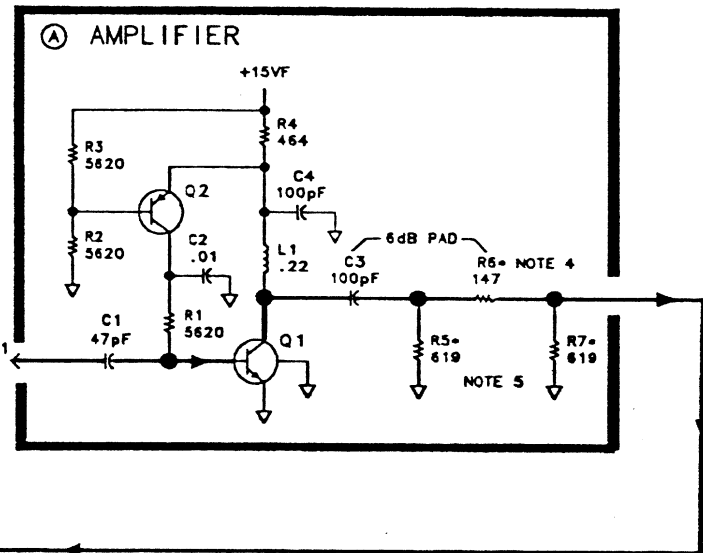 A AMPLIFIER
+15VF
R3
5620
R4
464
Q2
C4
100pF
R2
5620
C2
.01
L1
.22
6dB PAD
C3
100pF
R6* NOTE 4
147
R1
5620
C1
47pF
Q1
1
R5*
619
R7*
619
NOTE 5